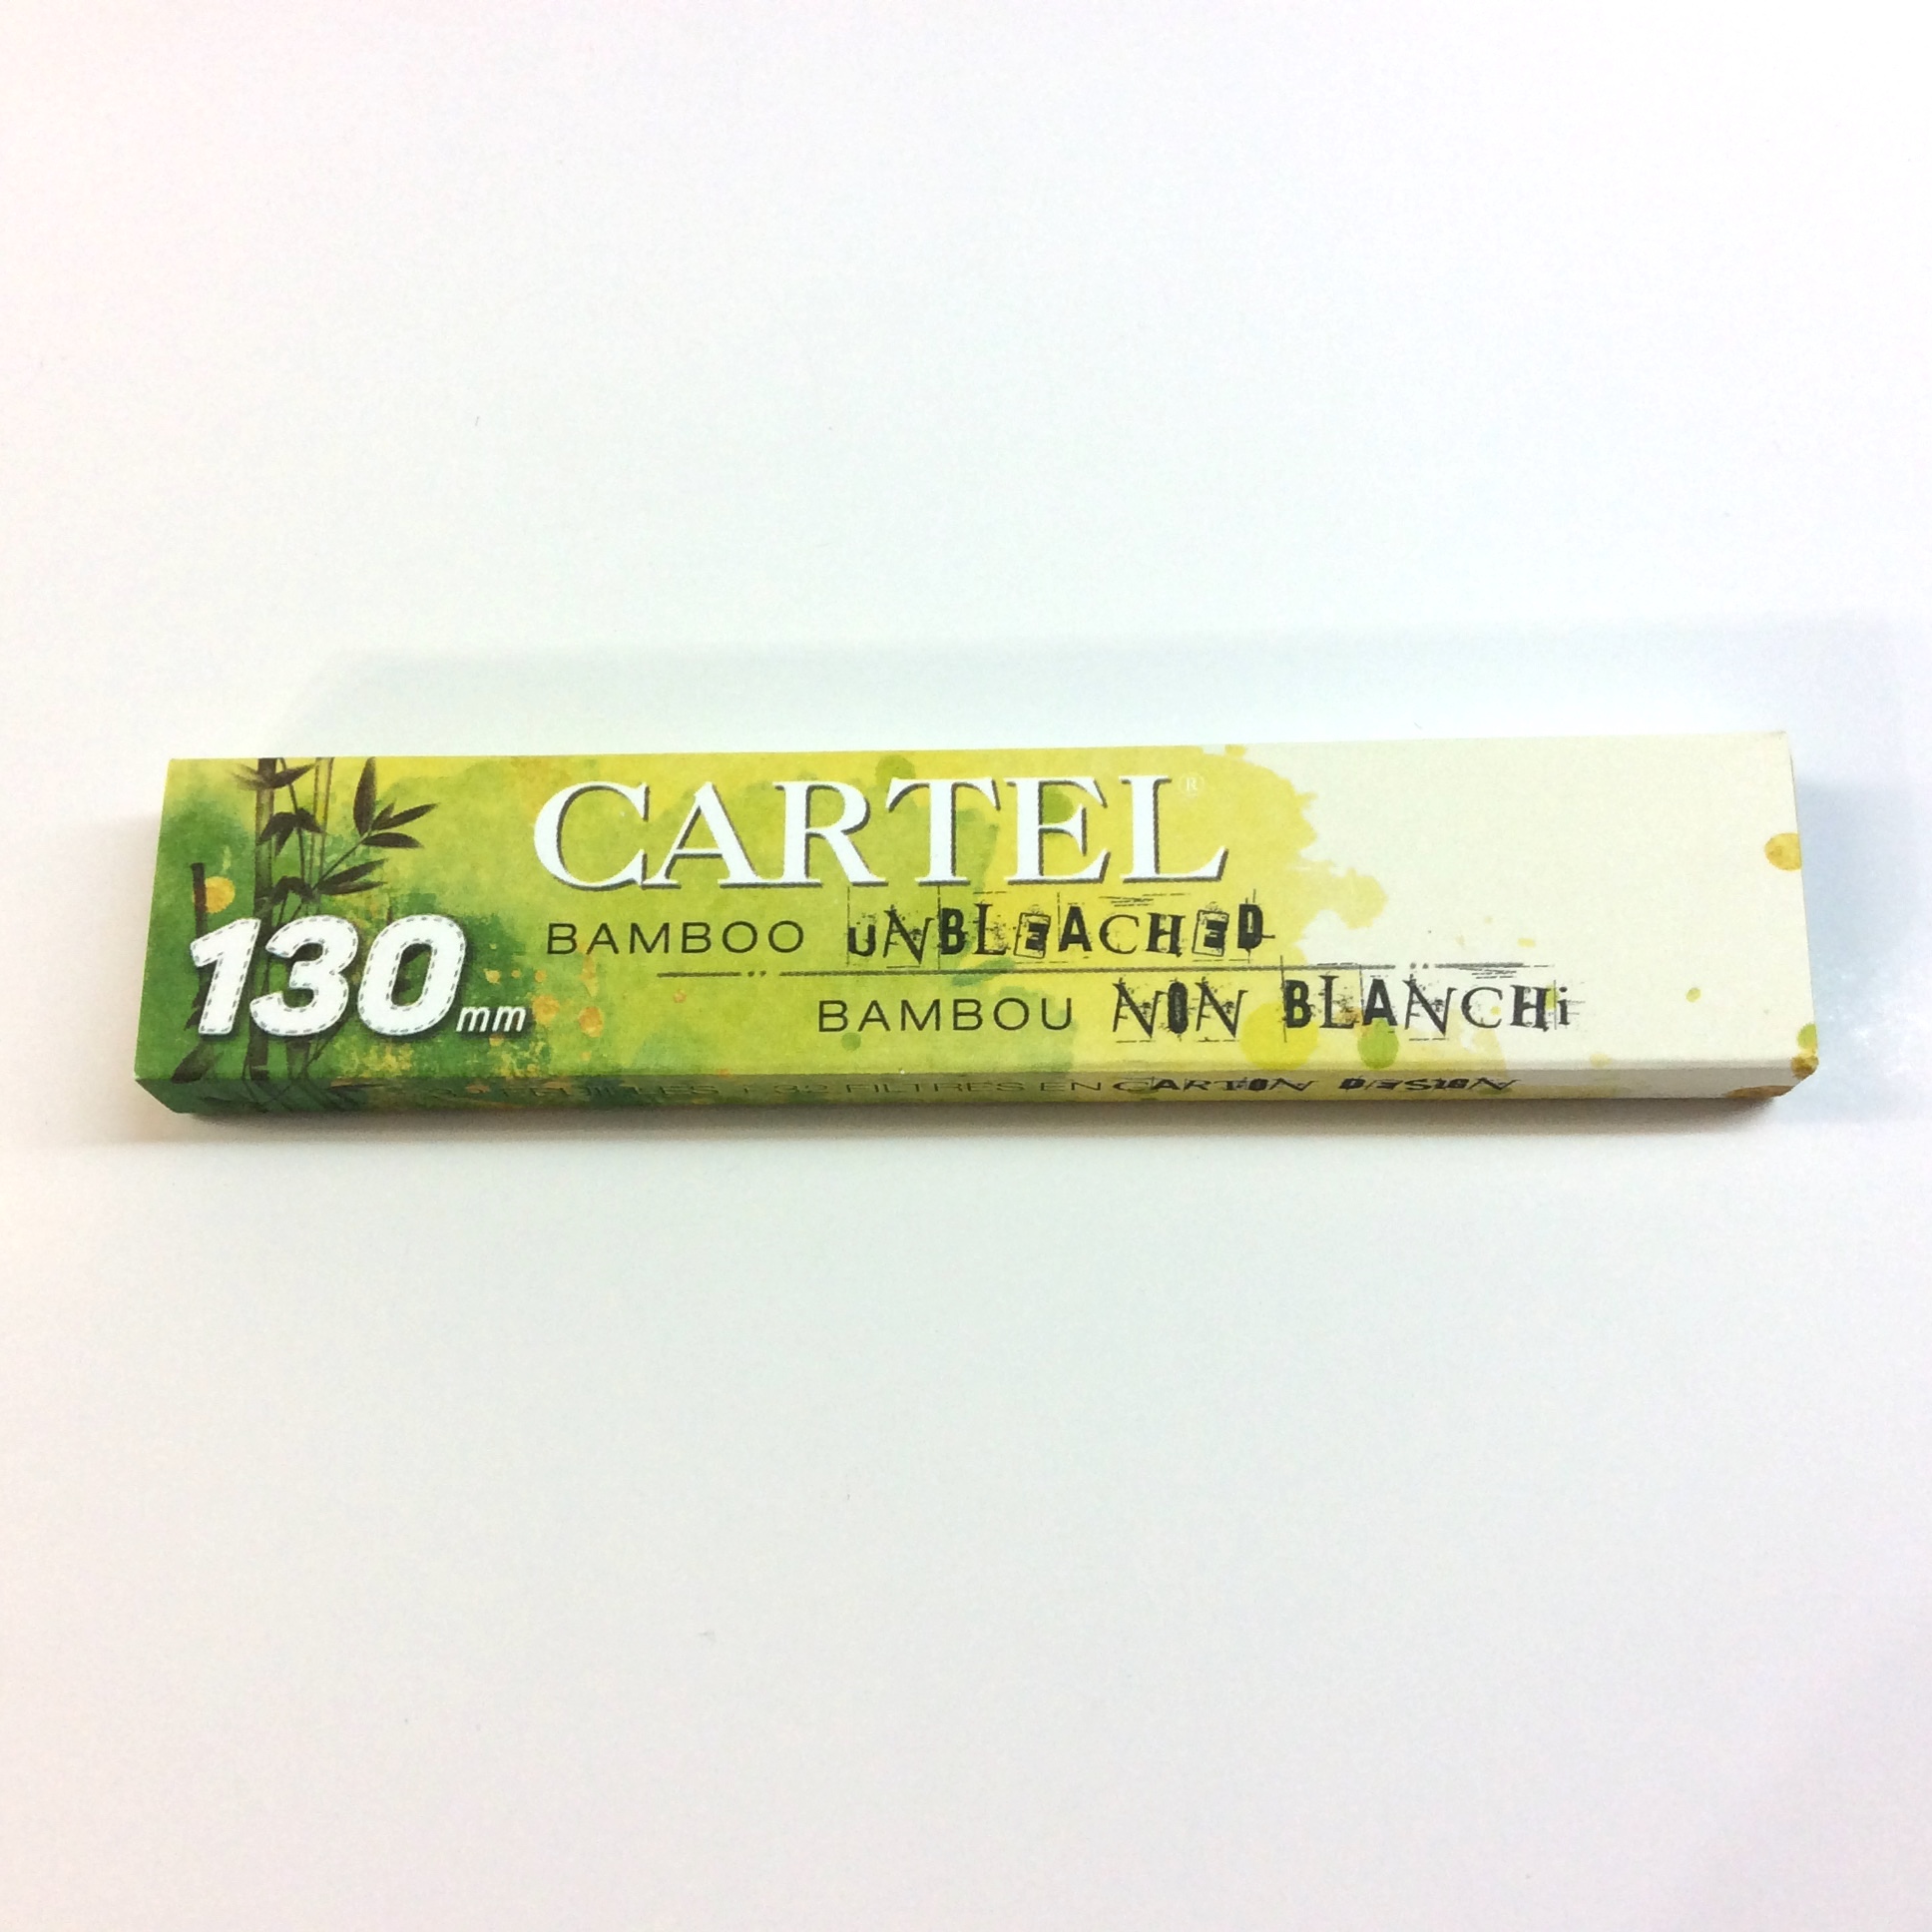 CARTEL®
BAMBOO UNBLEACHED
130mm
BAMBOU NON BLANCHi
FILTRES EN CARTON DESIGN